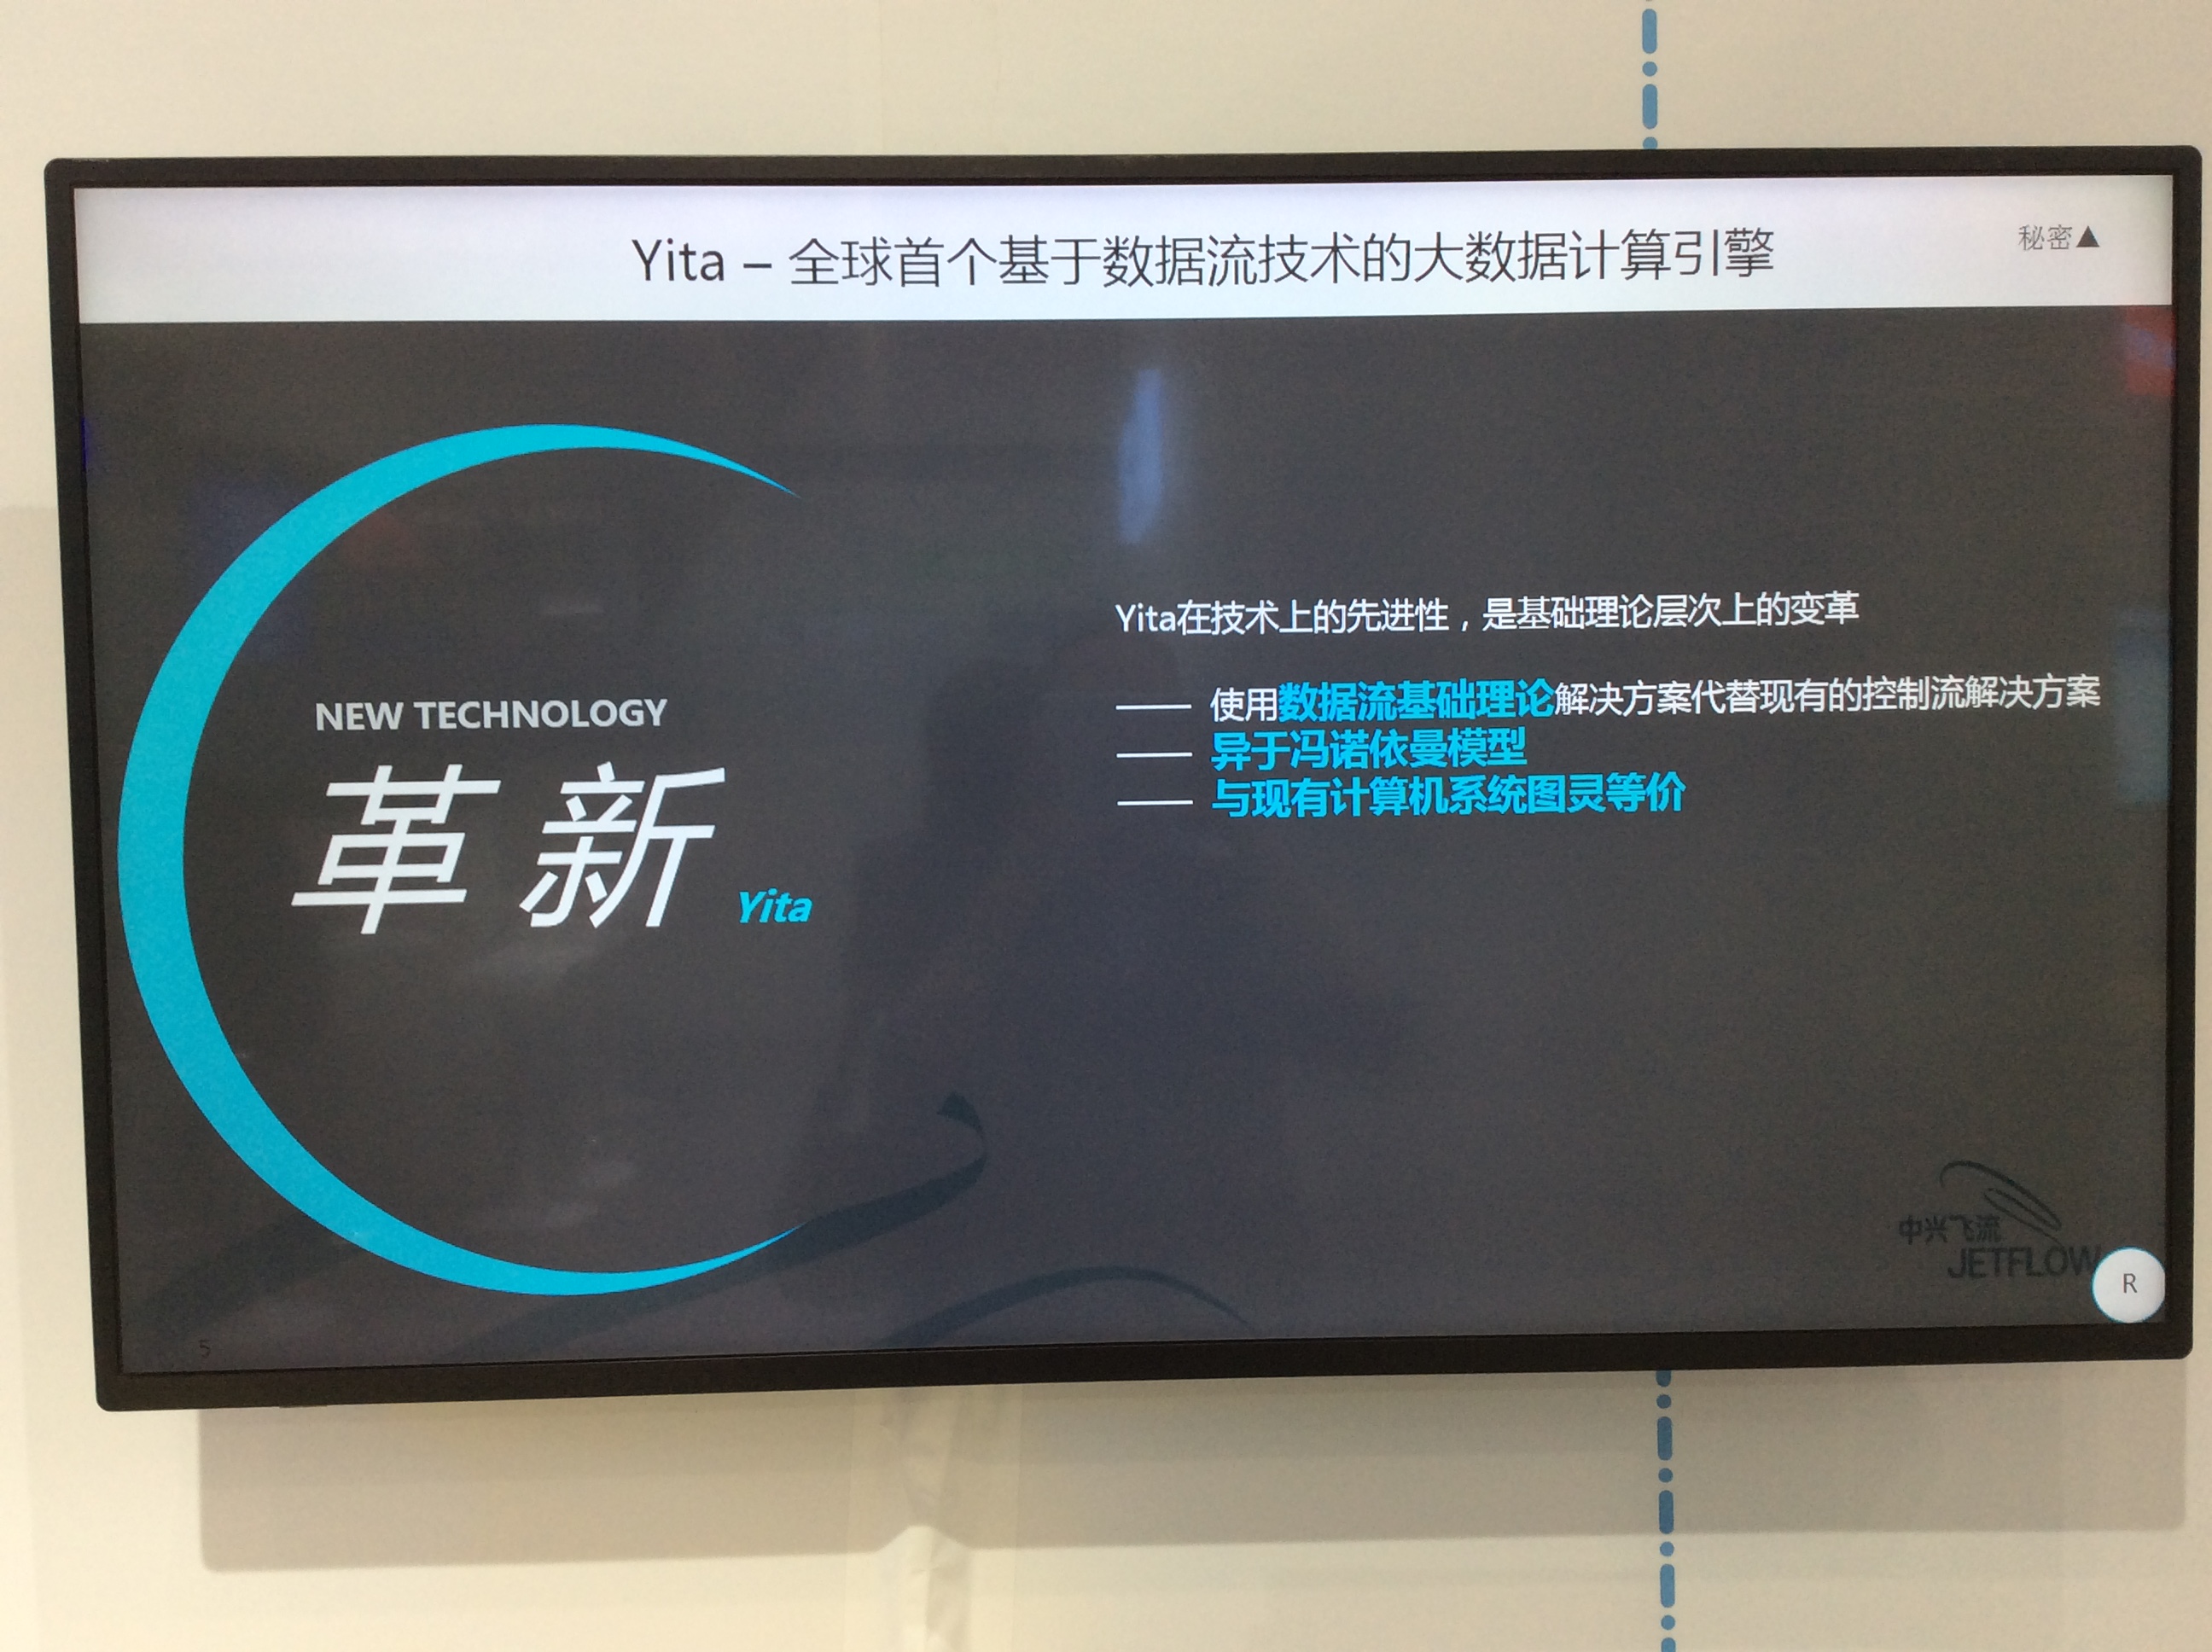 Yita – 全球首个基于数据流技术的大数据计算引擎
秘密▲
NEW TECHNOLOGY
革新
Yita
Yita在技术上的先进性，是基础理论层次上的变革
—— 使用数据流基础理论解决方案代替现有的控制流解决方案
—— 异于冯诺依曼模型
—— 与现有计算机系统图灵等价
中兴飞流
JETFLOW
R
5